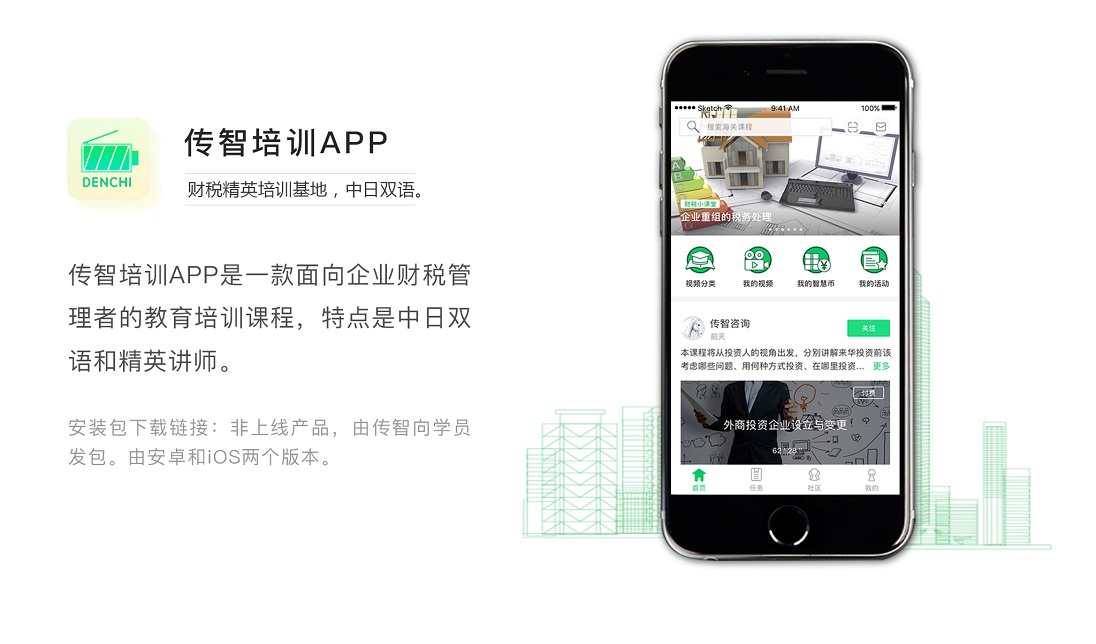 DENCHI
传智培训APP
财税精英培训基地，中日双语。
传智培训APP是一款面向企业财税管
理者的教育培训课程，特点是中日双
语和精英讲师。
安装包下载链接：非上线产品，由传智向学员
发包。由安卓和iOS两个版本。
Sketch 9:41 AM 100%
搜索海关课程
财税小课堂
企业重组的税务处理
视频分类 我的视频 我的智慧币 我的活动
传智咨询
前天
关注
本课程将从投资人的视角出发，分别讲解来华投资前该
考虑哪些问题、用何种方式投资、在哪里投资... 更多
付费
外商投资企业设立与变更
62′28″
首页 任务 社区 我的